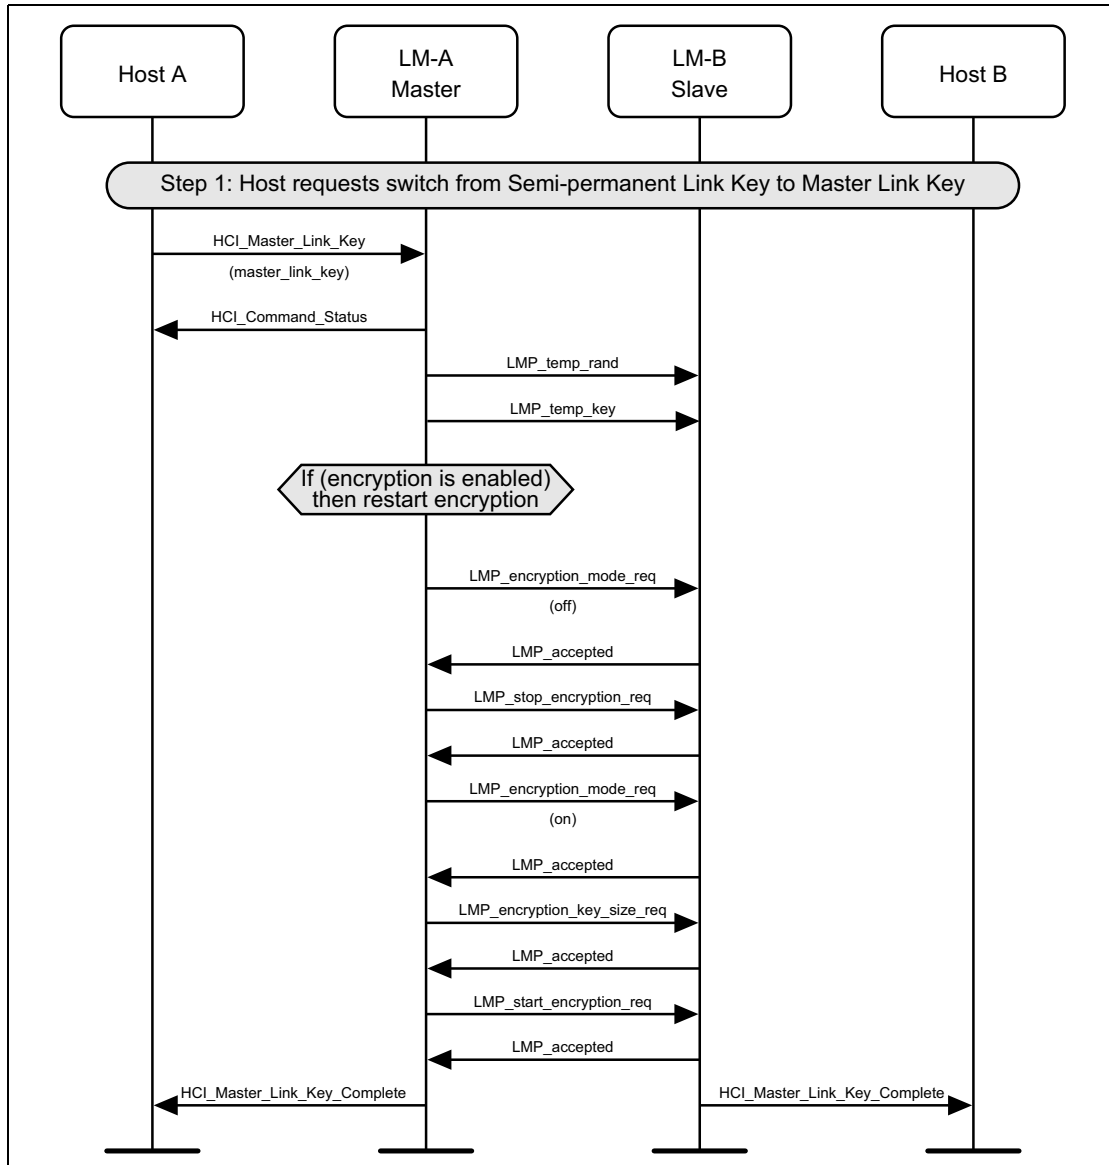 Host A
LM-A
Master
LM-B
Slave
Host B
Step 1: Host requests switch from Semi-permanent Link Key to Master Link Key
HCI_Master_Link_Key
(master_link_key)
HCI_Command_Status
LMP_temp_rand
LMP_temp_key
If (encryption is enabled)
then restart encryption
LMP_encryption_mode_req
(off)
LMP_accepted
LMP_stop_encryption_req
LMP_accepted
LMP_encryption_mode_req
(on)
LMP_accepted
LMP_encryption_key_size_req
LMP_accepted
LMP_start_encryption_req
LMP_accepted
HCI_Master_Link_Key_Complete
HCI_Master_Link_Key_Complete